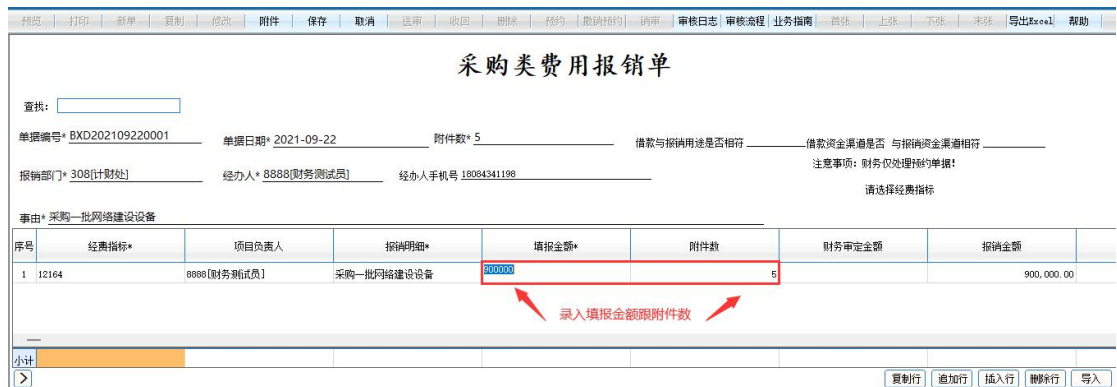 预览 打印 新单 复制 修改 附件 保存 取消 送审 收回 删除 预约 撤销预约 销审 审核日志 审核流程 业务指南 首张 上张 下张 末张 导出Excel 帮助
采购类费用报销单
查找:
单据编号* BXD202109220001 单据日期* 2021-09-22 附件数* 5 借款与报销用途是否相符 借款资金渠道是否 与报销资金渠道相符
注意事项: 财务仅处理预约单据!
报销部门* 308[计财处] 经办人* 8888[财务测试员] 经办人手机号 18084341198
请选择经费指标
事由* 采购一批网络建设设备
序号 经费指标* 项目负责人 报销明细* 填报金额* 附件数 财务审定金额 报销金额
1 12164 8888[财务测试员] 采购一批网络建设设备 900000 5 900,000.00
录入填报金额跟附件数
小计
复制行 追加行 插入行 删除行 导入